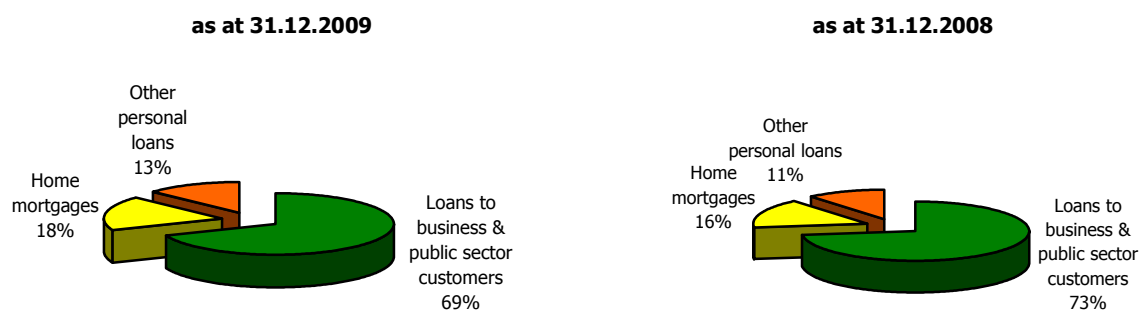 as at 31.12.2009
Other
personal
loans
13%
Home
mortgages
18%
Loans to
business &
public sector
customers
69%
as at 31.12.2008
Other
personal loans
11%
Home
mortgages
16%
Loans to
business &
public sector
customers
73%